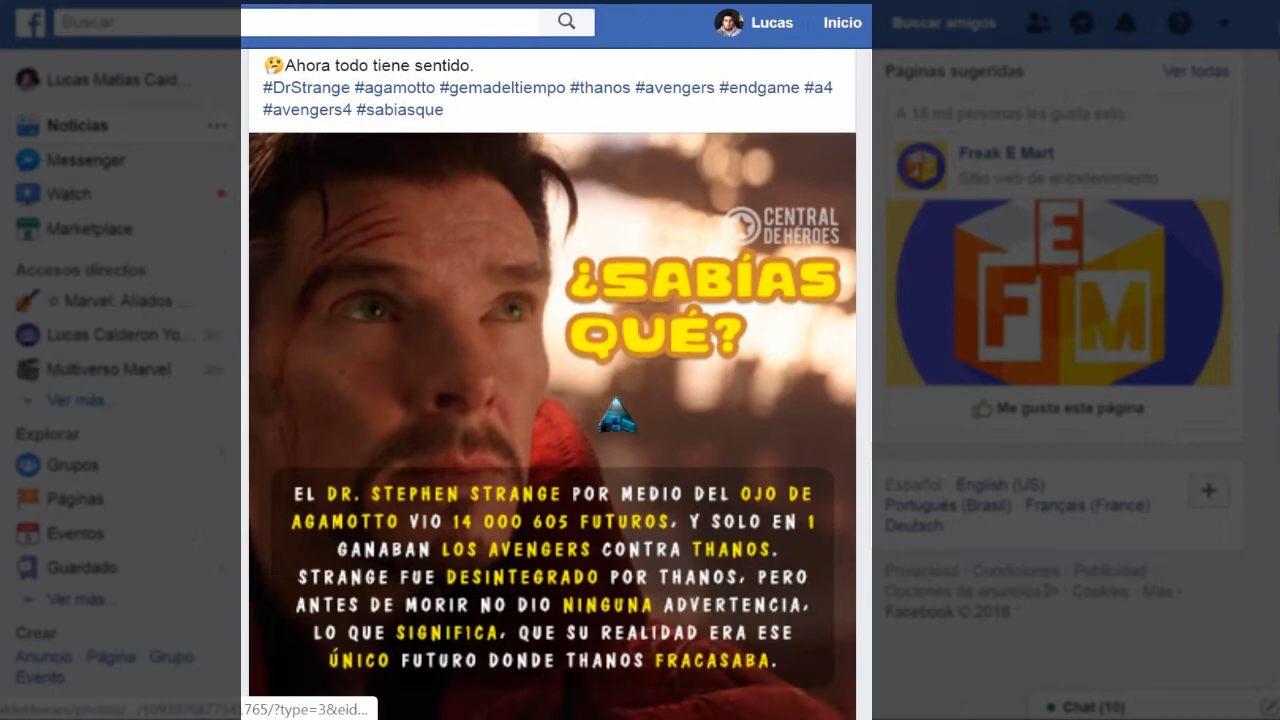 Buscar
Lucas
Inicio
Buscar amigos
Lucas Matias Cald...
Noticias
Messenger
Watch
Marketplace
Accesos directos
Marvel: Aliados ...
Lucas Calderon Yo...
Multiverso Marvel
Ver más...
Explorar
Grupos
Páginas
Eventos
Guardado
Ver más...
Crear
Anuncio Página Grupo
Evento
765/?type=3&eid...
🤔Ahora todo tiene sentido.
#DrStrange #agamotto #gemadeltiempo #thanos #avengers #endgame #a4
#avengers4 #sabiasque
CENTRAL
DE HÉROES
¿SABÍAS
QUÉ?
EL DR. STEPHEN STRANGE POR MEDIO DEL OJO DE
AGAMOTTO VIO 14 000 605 FUTUROS, Y SOLO EN 1
GANABAN LOS AVENGERS CONTRA THANOS.
STRANGE FUE DESINTEGRADO POR THANOS, PERO
ANTES DE MORIR NO DIO NINGUNA ADVERTENCIA,
LO QUE SIGNIFICA, QUE SU REALIDAD ERA ESE
ÚNICO FUTURO DONDE THANOS FRACASABA.
Páginas sugeridas
Ver todas
A 18 mil personas les gusta esto.
Freak E Mart
Sitio web de entretenimiento
E
F M
Me gusta esta página
Español English (US)
Português (Brasil) Français (France)
Deutsch
Privacidad Condiciones Publicidad
Opciones de anuncios Cookies Más
Facebook © 2018
Chat (10)